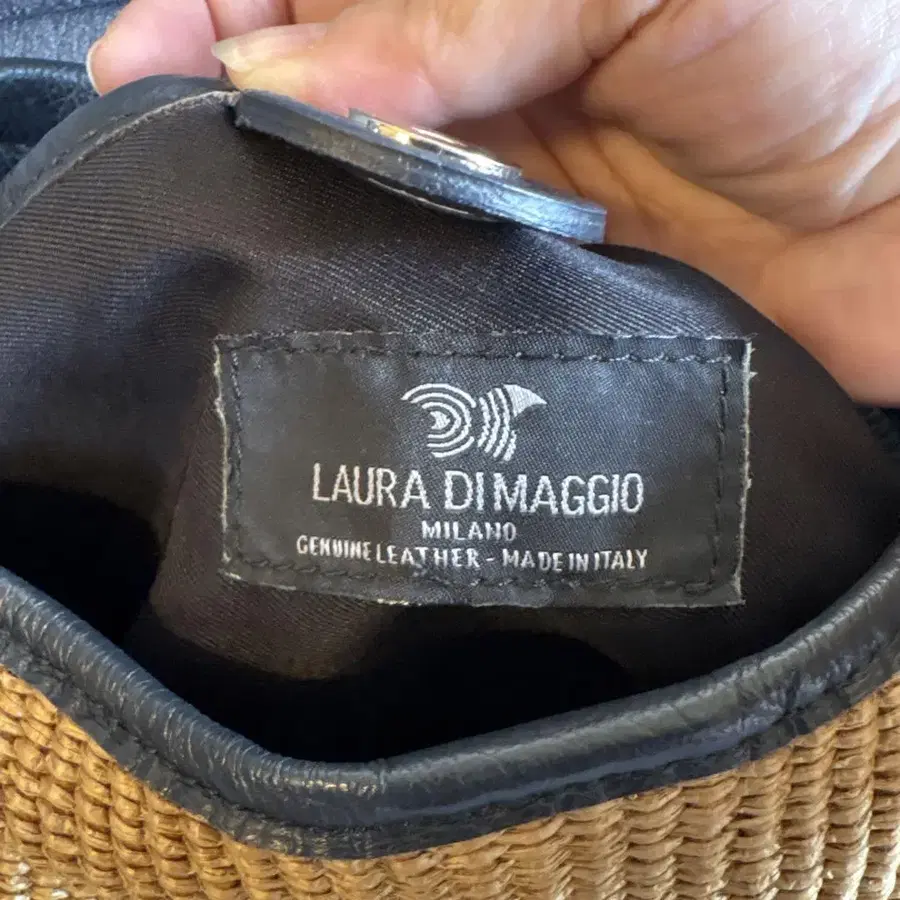 LAURA DI MAGGIO
MILANO
GENUINE LEATHER - MADE IN ITALY